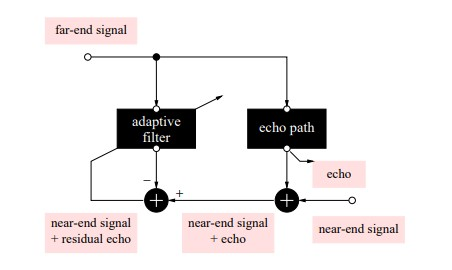 far-end signal
adaptive
filter
echo path
echo
−
+
+
+
near-end signal
+ residual echo
near-end signal
+ echo
near-end signal